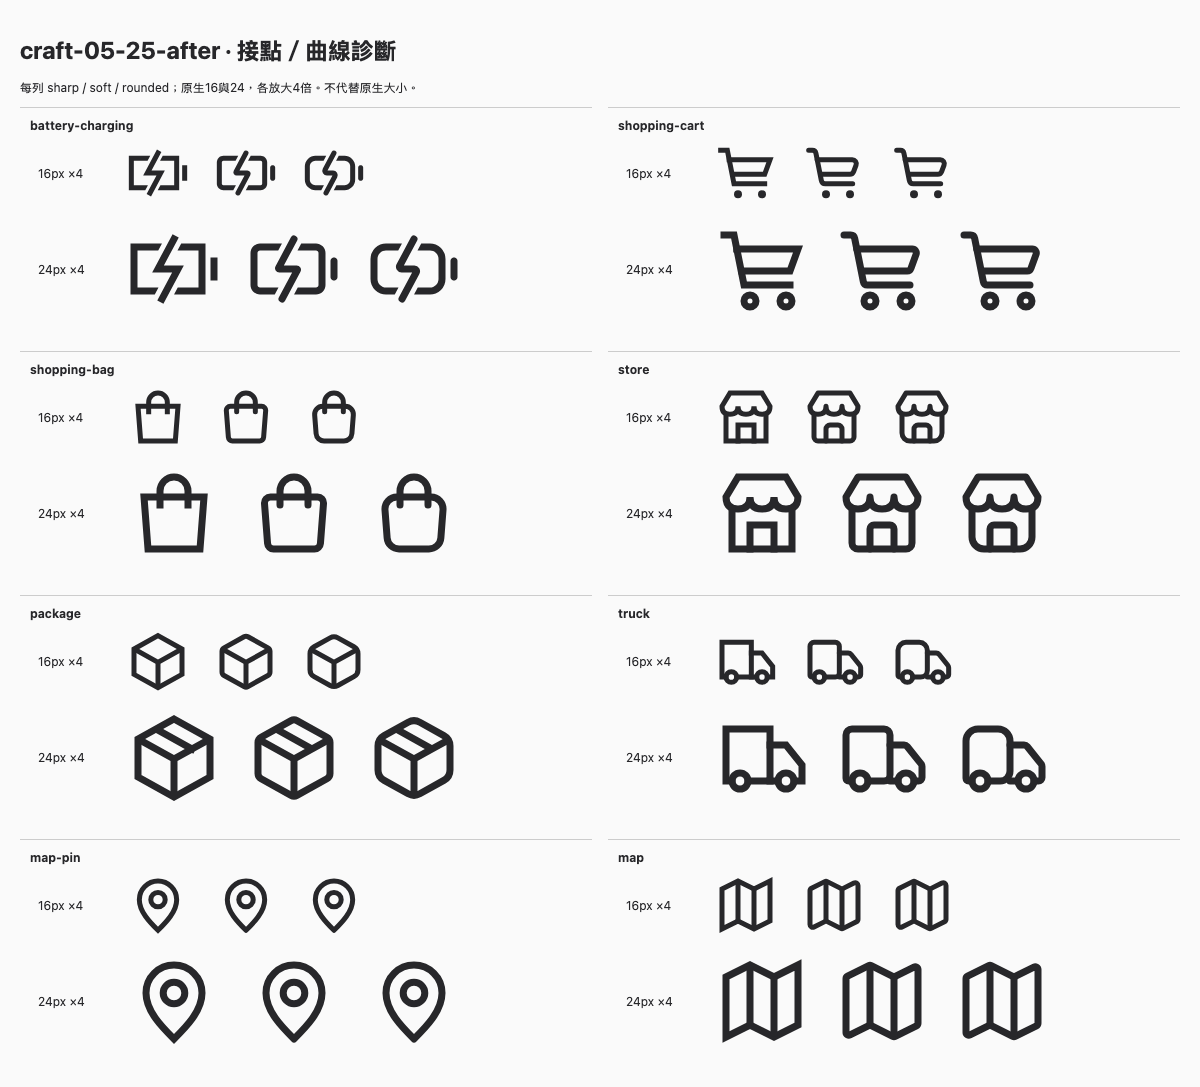 craft-05-25-after · 接點 / 曲線診斷
每列 sharp / soft / rounded；原生16與24，各放大4倍。不代替原生大小。
battery-charging
16px ×4
24px ×4
shopping-cart
16px ×4
24px ×4
shopping-bag
16px ×4
24px ×4
store
16px ×4
24px ×4
package
16px ×4
24px ×4
truck
16px ×4
24px ×4
map-pin
16px ×4
24px ×4
map
16px ×4
24px ×4